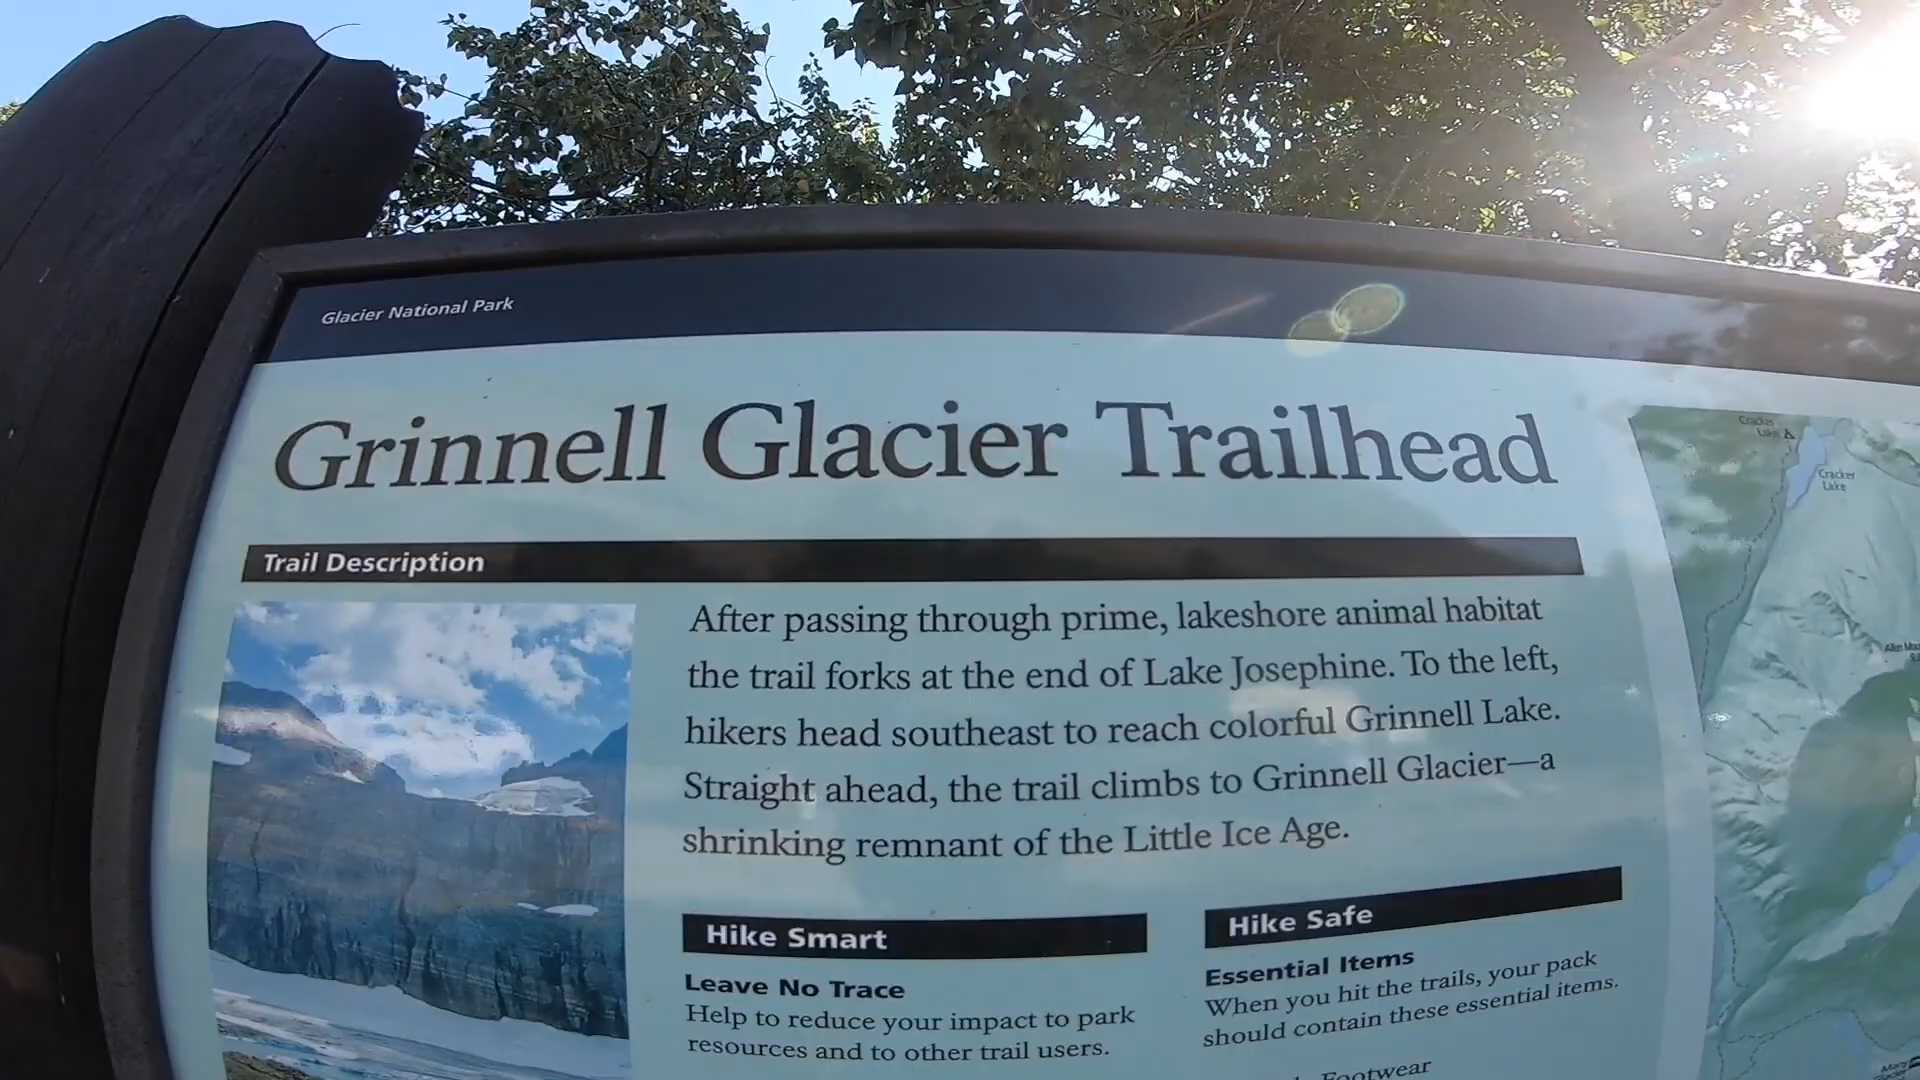 Glacier National Park
Grinnell Glacier Trailhead
Trail Description
After passing through prime, lakeshore animal habitat
the trail forks at the end of Lake Josephine. To the left,
hikers head southeast to reach colorful Grinnell Lake.
Straight ahead, the trail climbs to Grinnell Glacier—a
shrinking remnant of the Little Ice Age.
Hike Smart
Leave No Trace
Help to reduce your impact to park
resources and to other trail users.
Hike Safe
Essential Items
When you hit the trails, your pack
should contain these essential items.
Footwear
Cracker
Lake
Cracker
Lake